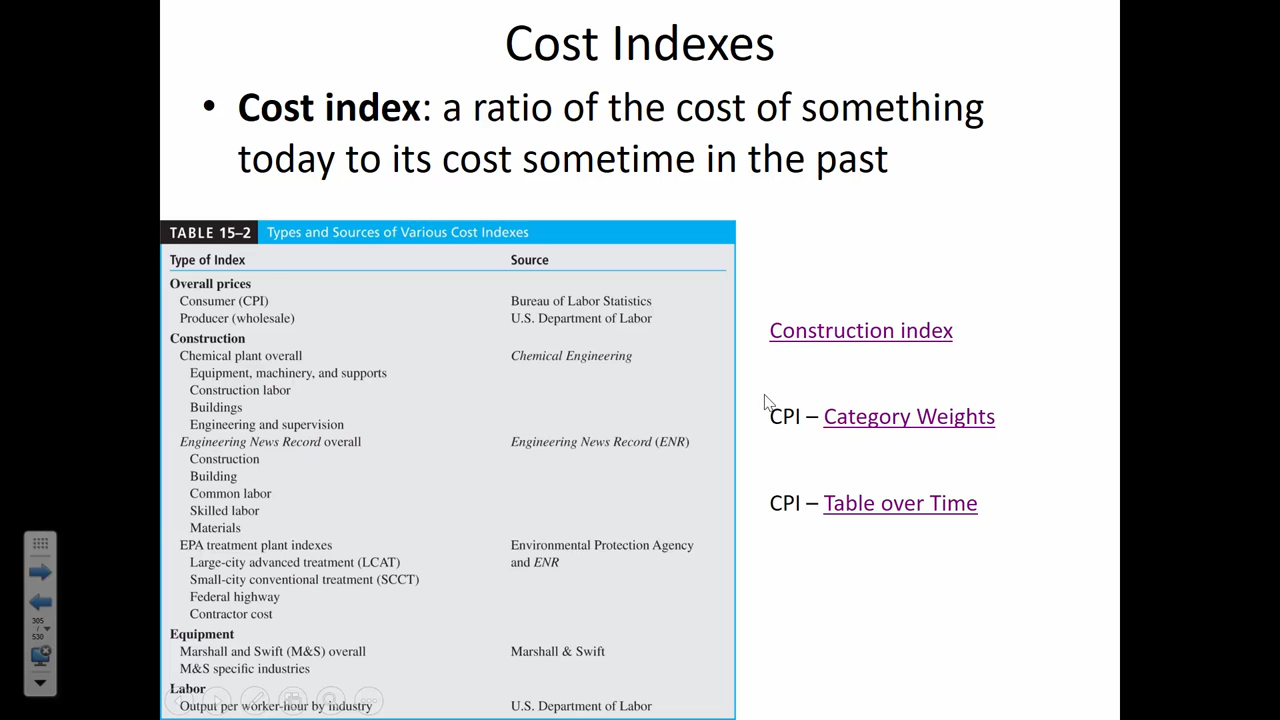 Cost Indexes
• Cost index: a ratio of the cost of something
today to its cost sometime in the past
TABLE 15–2 Types and Sources of Various Cost Indexes
Type of Index Source
Overall prices
Consumer (CPI) Bureau of Labor Statistics
Producer (wholesale) U.S. Department of Labor
Construction
Chemical plant overall Chemical Engineering
Equipment, machinery, and supports
Construction labor
Buildings
Engineering and supervision
Engineering News Record overall Engineering News Record (ENR)
Construction
Building
Common labor
Skilled labor
Materials
EPA treatment plant indexes Environmental Protection Agency
Large-city advanced treatment (LCAT) and ENR
Small-city conventional treatment (SCCT)
Federal highway
Contractor cost
Equipment
Marshall and Swift (M&S) overall Marshall & Swift
M&S specific industries
Labor
Output per worker-hour by industry U.S. Department of Labor
Construction index
CPI – Category Weights
CPI – Table over Time
305
/
530